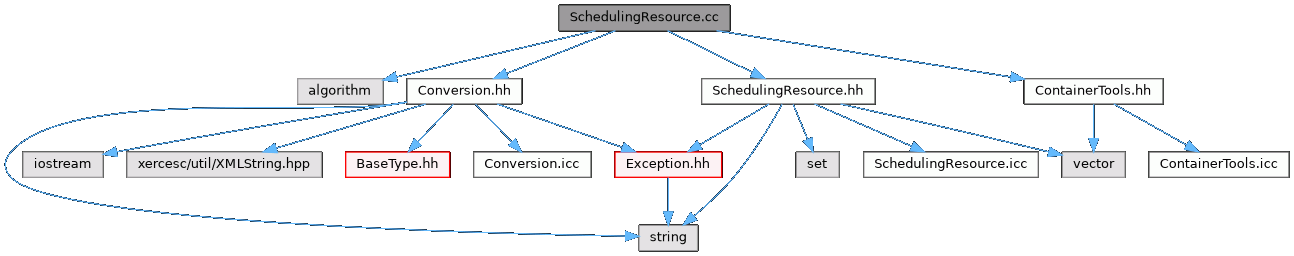 SchedulingResource.cc
algorithm
Conversion.hh
SchedulingResource.hh
ContainerTools.hh
iostream
xercesc/util/XMLString.hpp
BaseType.hh
Conversion.icc
Exception.hh
set
SchedulingResource.icc
vector
ContainerTools.icc
string